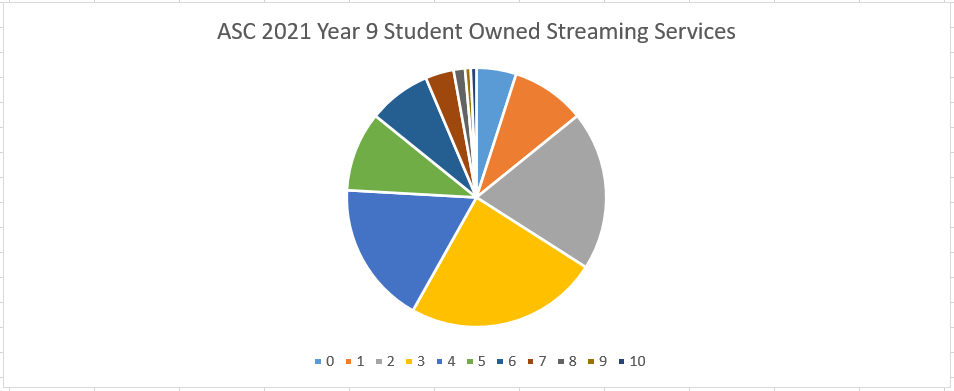 ASC 2021 Year 9 Student Owned Streaming Services
0 1 2 3 4 5 6 7 8 9 10